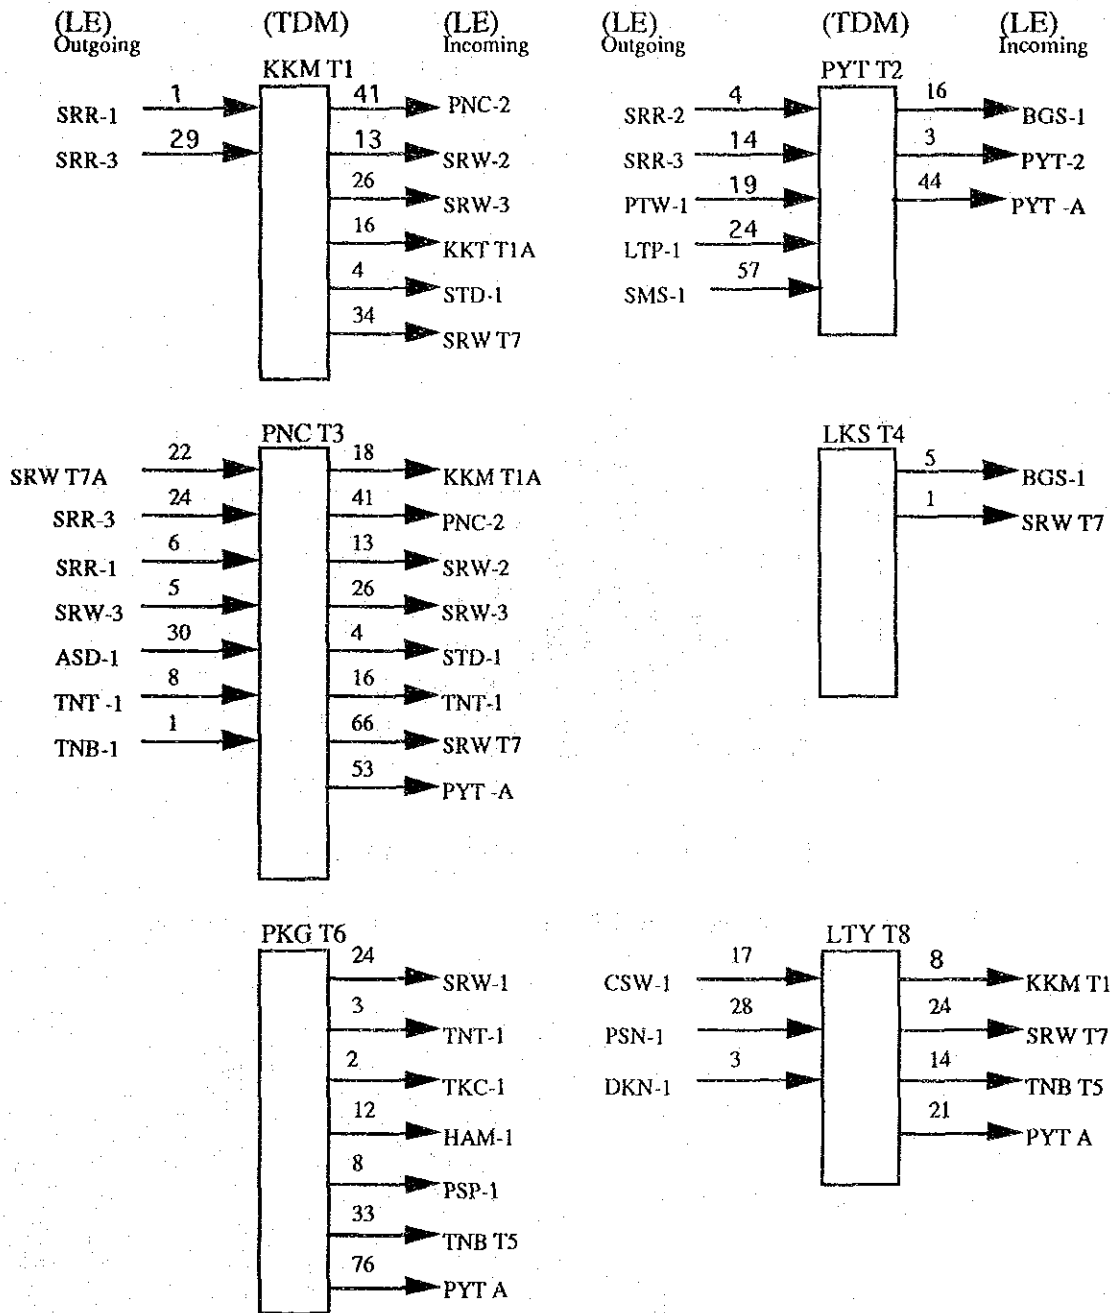 (LE) (TDM) (LE) (LE) (TDM) (LE)
Outgoing Incoming Outgoing Incoming
KKM T1
SRR-1 1 41 PNC-2
SRR-3 29 13 SRW-2
26 SRW-3
16 KKT T1A
4 STD-1
34 SRW T7
PYT T2
SRR-2 4 16 BGS-1
SRR-3 14 3 PYT-2
PTW-1 19 44 PYT -A
LTP-1 24
SMS-1 57
PNC T3
SRW T7A 22 18 KKM T1A
SRR-3 24 41 PNC-2
SRR-1 6 13 SRW-2
SRW-3 5 26 SRW-3
ASD-1 30 4 STD-1
TNT -1 8 16 TNT-1
TNB-1 1 66 SRW T7
53 PYT -A
LKS T4
5 BGS-1
1 SRW T7
PKG T6
24 SRW-1
3 TNT-1
2 TKC-1
12 HAM-1
8 PSP-1
33 TNB T5
76 PYT A
LTY T8
CSW-1 17 8 KKM T1
PSN-1 28 24 SRW T7
DKN-1 3 14 TNB T5
21 PYT A